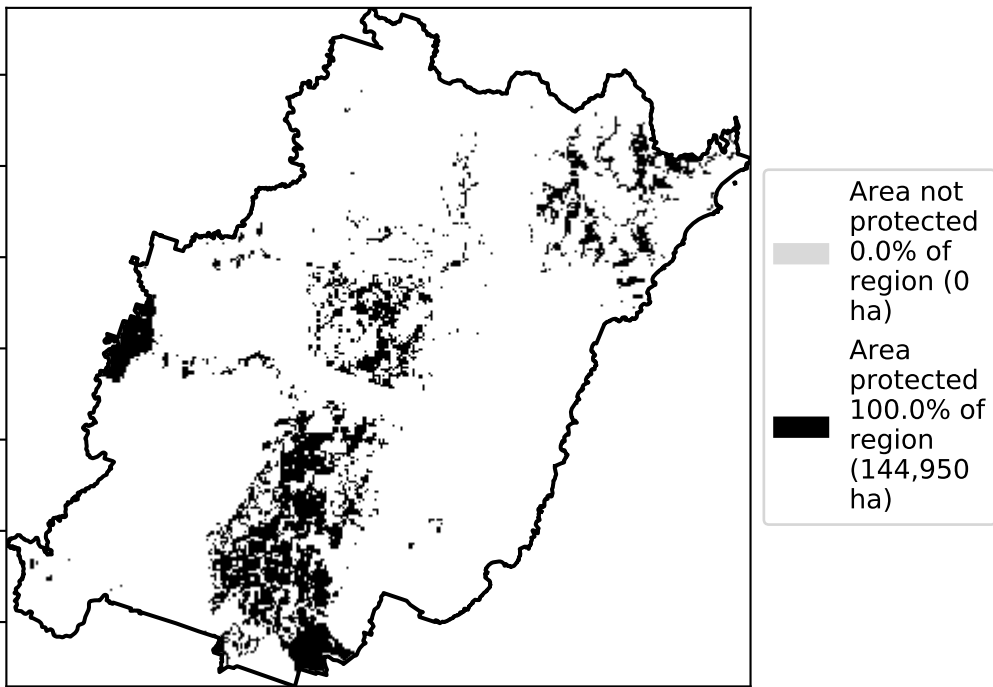 Area not
protected
0.0% of
region (0
ha)
Area
protected
100.0% of
region
(144,950
ha)